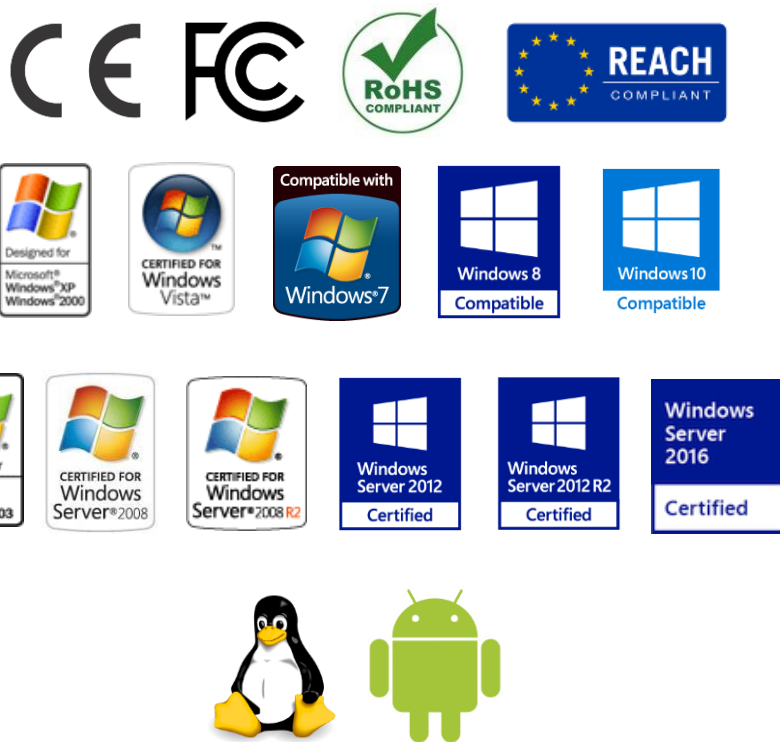 CE FC
RoHS
COMPLIANT
REACH
COMPLIANT
Designed for
Microsoft®
Windows®XP
Windows®2000
™
CERTIFIED FOR
Windows
Vista™
Compatible with
Windows®7
Windows 8
Compatible
Windows 10
Compatible
03
CERTIFIED FOR
Windows
Server®2008
CERTIFIED FOR
Windows
Server®2008 R2
Windows
Server 2012
Certified
Windows
Server 2012 R2
Certified
Windows
Server
2016
Certified